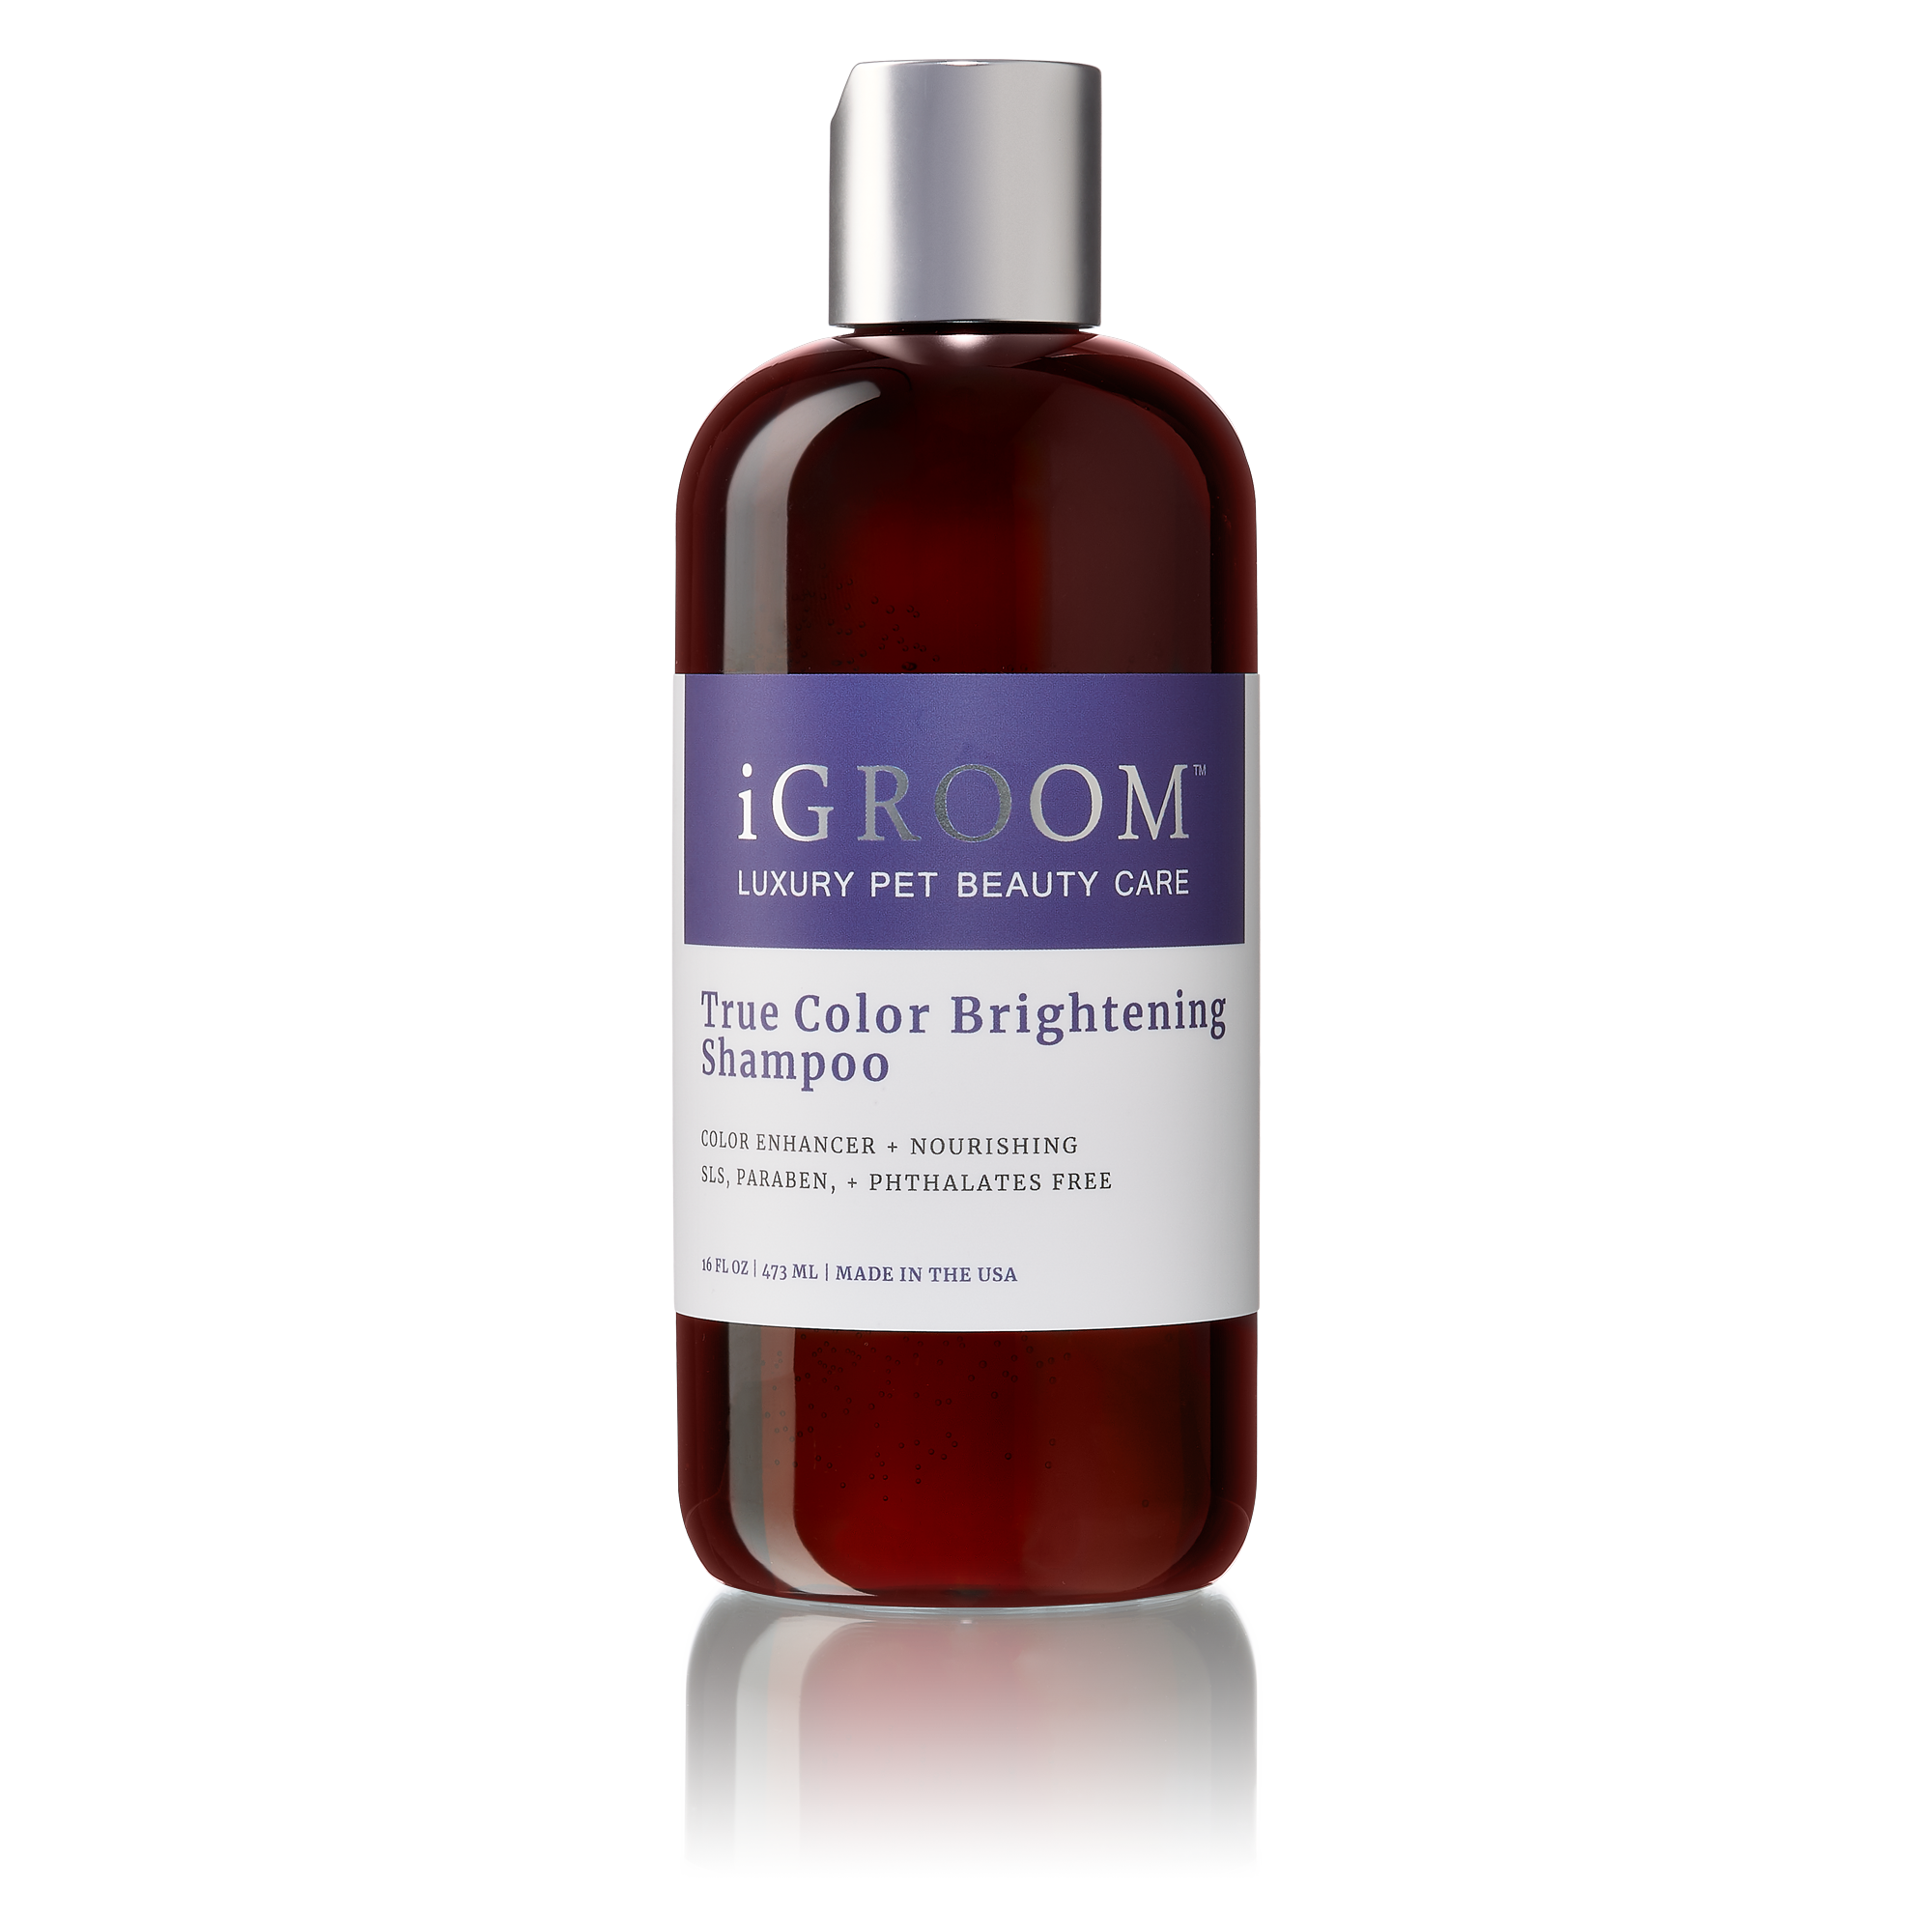 iGROOM™
LUXURY PET BEAUTY CARE
True Color Brightening
Shampoo
COLOR ENHANCER + NOURISHING
SLS, PARABEN, + PHTHALATES FREE
16 FL OZ | 473 ML | MADE IN THE USA